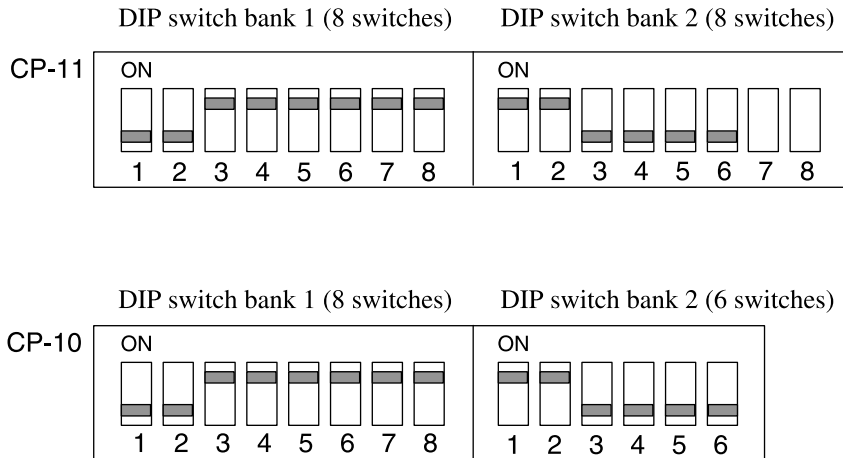 DIP switch bank 1 (8 switches) DIP switch bank 2 (8 switches)
CP-11 ON ON
1 2 3 4 5 6 7 8 1 2 3 4 5 6 7 8
DIP switch bank 1 (8 switches) DIP switch bank 2 (6 switches)
CP-10 ON ON
1 2 3 4 5 6 7 8 1 2 3 4 5 6